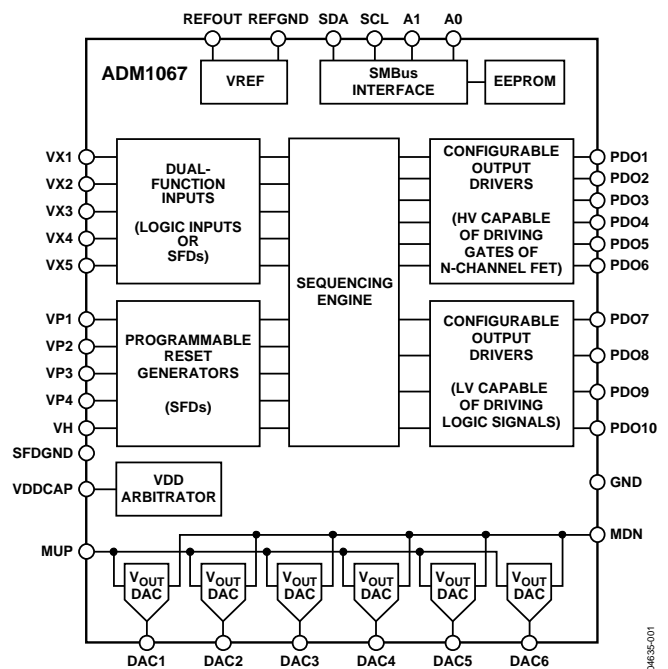 REFOUT REFGND SDA SCL A1 A0
ADM1067
VREF
SMBus
INTERFACE
EEPROM
VX1
VX2
VX3
VX4
VX5
DUAL-
FUNCTION
INPUTS
(LOGIC INPUTS
OR
SFDs)
VP1
VP2
VP3
VP4
VH
PROGRAMMABLE
RESET
GENERATORS
(SFDs)
SEQUENCING
ENGINE
CONFIGURABLE
OUTPUT
DRIVERS
(HV CAPABLE
OF DRIVING
GATES OF
N-CHANNEL FET)
PDO1
PDO2
PDO3
PDO4
PDO5
PDO6
CONFIGURABLE
OUTPUT
DRIVERS
(LV CAPABLE
OF DRIVING
LOGIC SIGNALS)
PDO7
PDO8
PDO9
PDO10
SFDGND
VDDCAP
VDD
ARBITRATOR
GND
MUP
MDN
VOUT
DAC
VOUT
DAC
VOUT
DAC
VOUT
DAC
VOUT
DAC
VOUT
DAC
DAC1 DAC2 DAC3 DAC4 DAC5 DAC6
04635-001